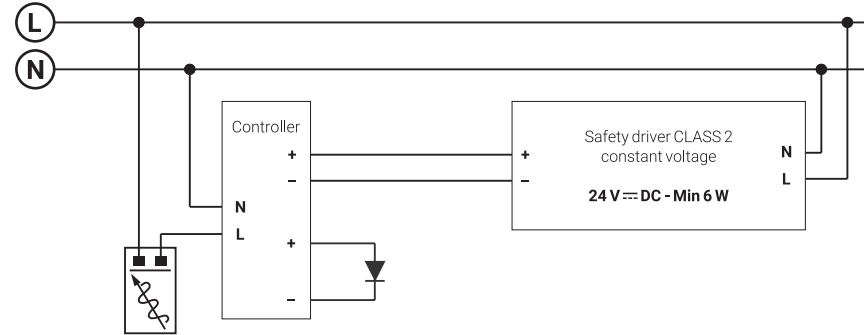 L
N
Controller
+
−
N
L
+
−
Safety driver CLASS 2
constant voltage
24 V ⎓ DC - Min 6 W
+
−
N
L